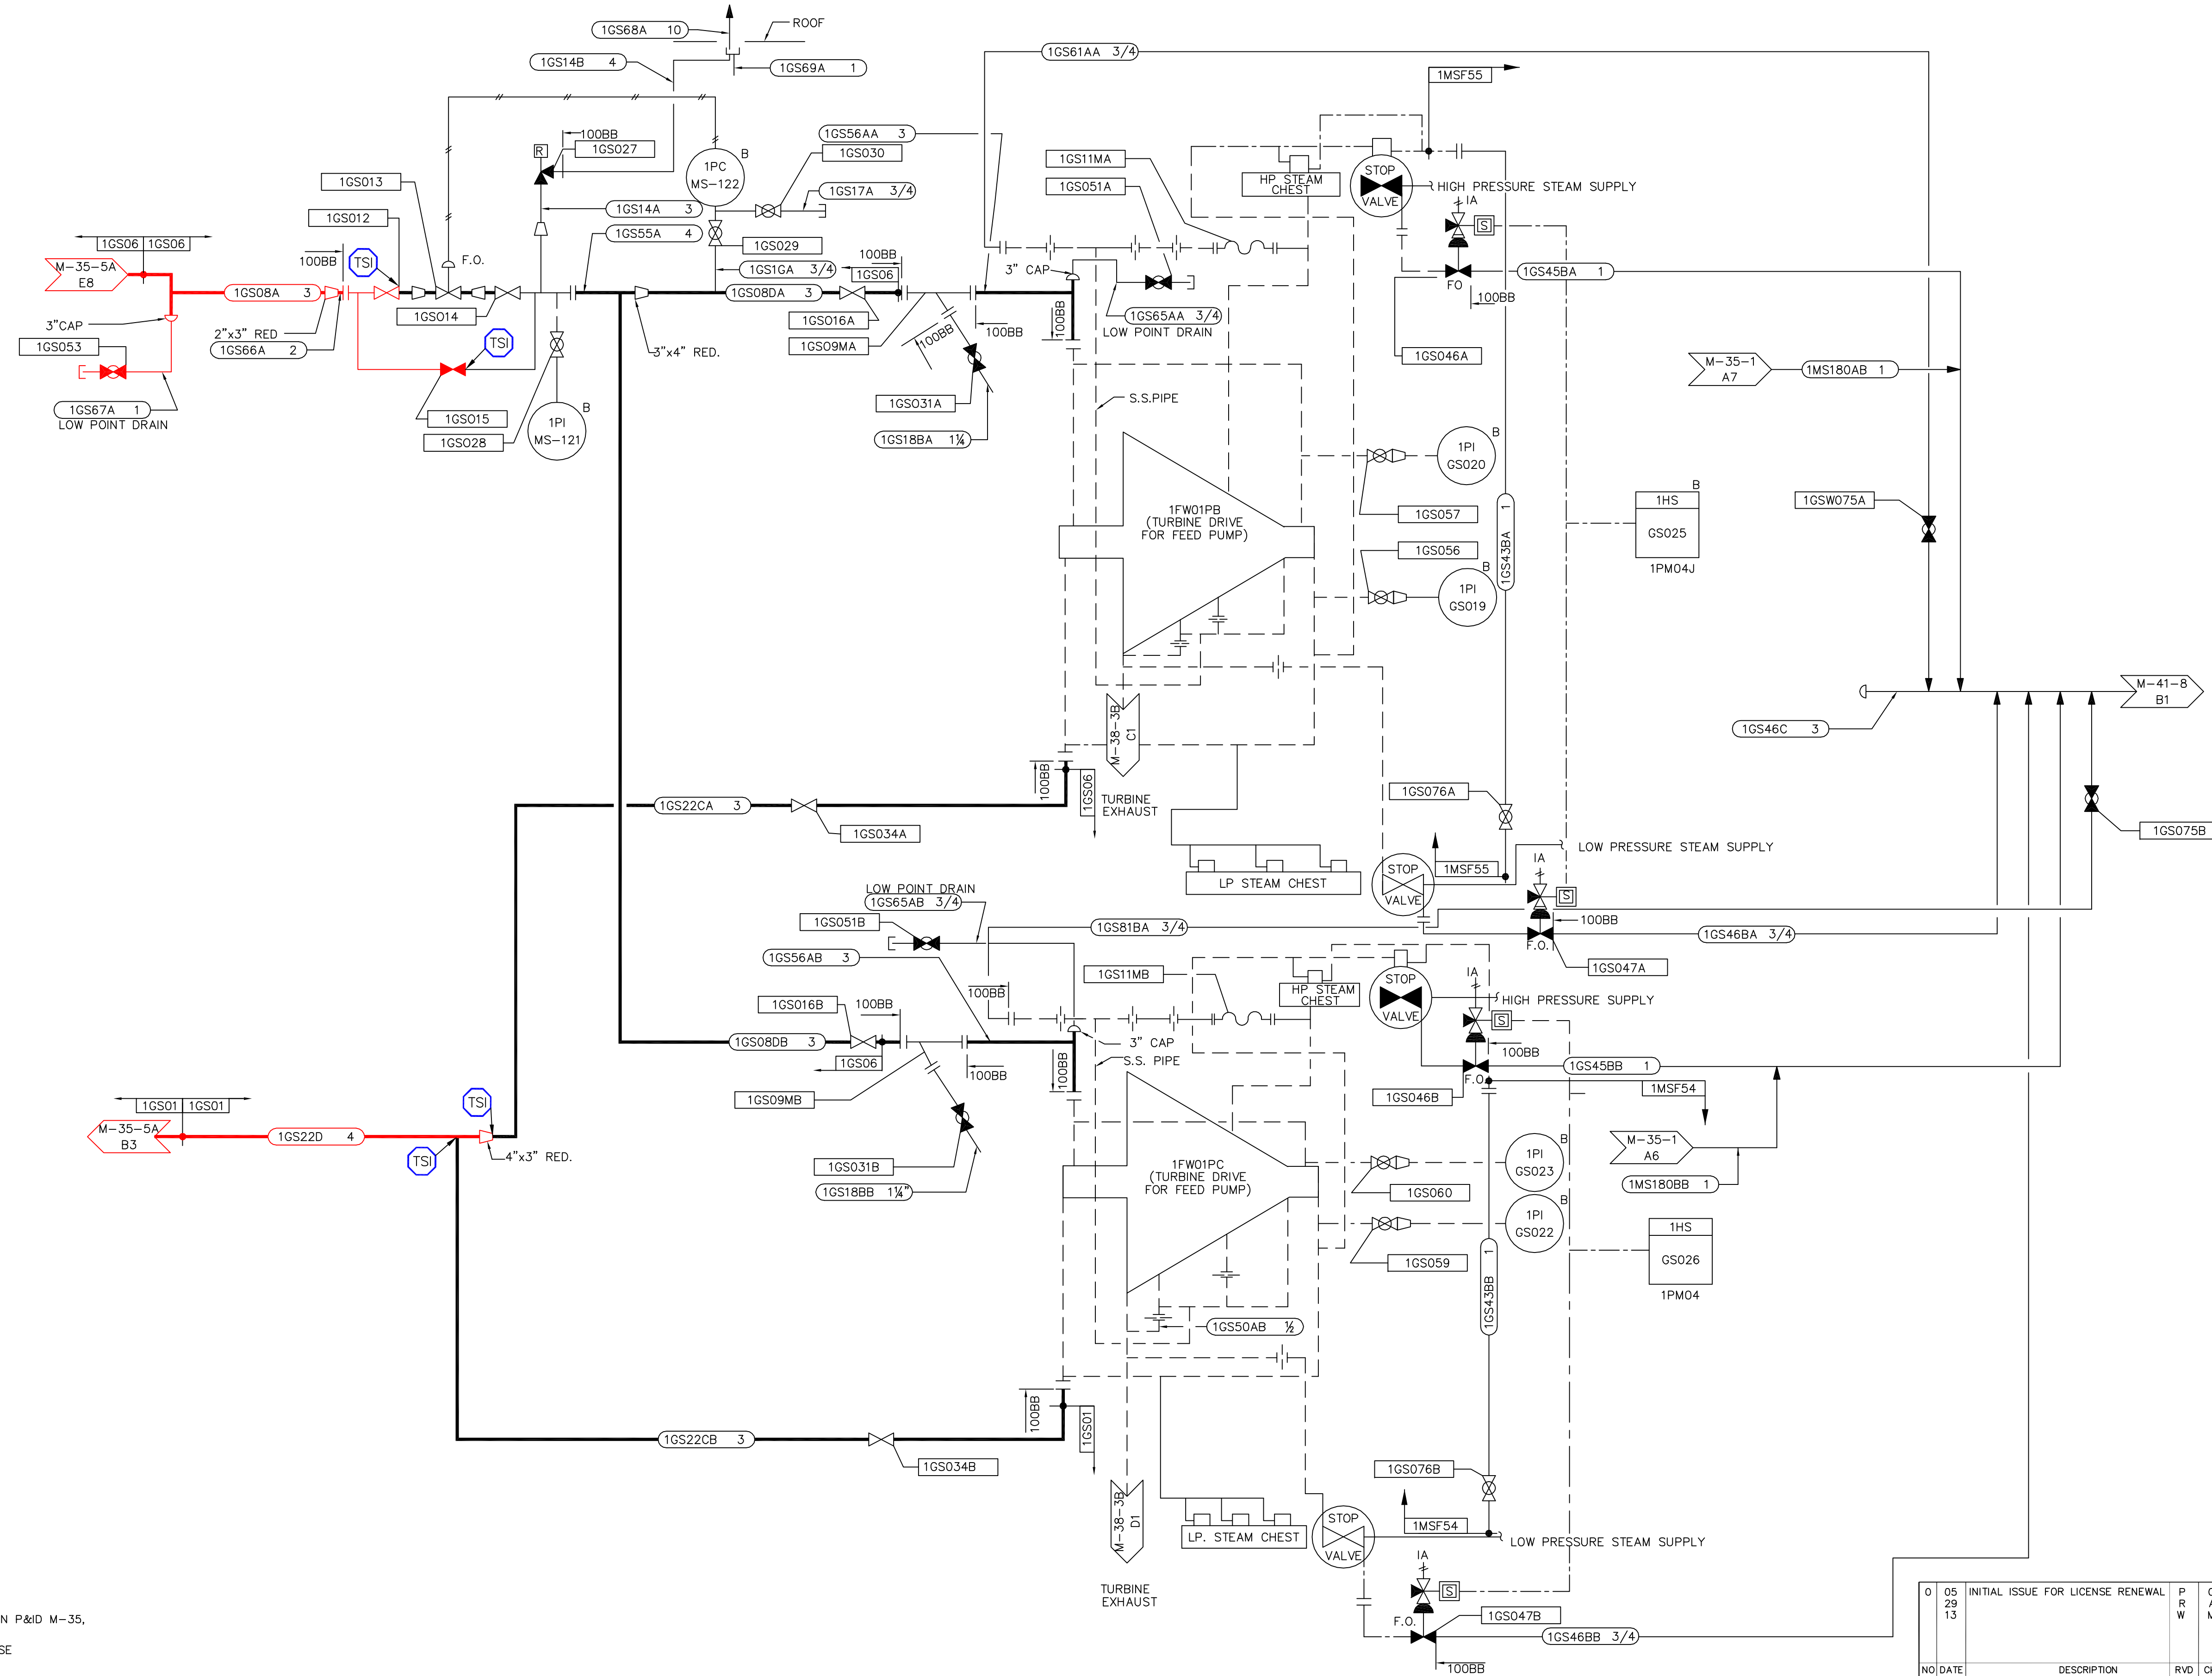 1GS68A 10
ROOF
1GS14B 4
1GS69A 1
1GS61AA 3/4
1MSF55
100BB
1GS027
R
1GS56AA 3
1GS030
1PC
MS-122
B
1GS11MA
1GS051A
HP STEAM
CHEST
STOP
VALVE
HIGH PRESSURE STEAM SUPPLY
IA
S
1GS013
1GS012
1GS14A 3
1GS17A 3/4
1GS55A 4
1GS029
1GS06
1GS06
M-35-5A
E8
100BB
TSI
F.O.
1GS1GA 3/4
100BB
1GS06
3" CAP
1GS45BA 1
FO
100BB
1GS08A 3
1GS08DA 3
3"CAP
1GS014
1GS016A
1GS65AA 3/4
LOW POINT DRAIN
100BB
100BB
100BB
2"x3" RED
1GS66A 2
TSI
1GS053
3"x4" RED.
1GS09MA
1GS046A
M-35-1
A7
1MS180AB 1
1GS67A 1
LOW POINT DRAIN
1GS015
1GS028
1PI
MS-121
B
1GS031A
1GS18BA 1¼
S.S.PIPE
1PI
GS020
B
1GS057
1GS056
1PI
GS019
B
1GS43BA 1
1FW01PB
(TURBINE DRIVE
FOR FEED PUMP)
B
1HS
GS025
1PM04J
1GSW075A
M-41-8
B1
1GS46C 3
M-38-3B
C1
100BB
1GS06
TURBINE
EXHAUST
1GS22CA 3
1GS034A
1GS076A
1GS075B
1MSF55
LOW PRESSURE STEAM SUPPLY
LP STEAM CHEST
STOP
VALVE
IA
S
100BB
F.O.
1GS46BA 3/4
1GS047A
LOW POINT DRAIN
1GS65AB 3/4
1GS051B
1GS81BA 3/4
1GS56AB 3
1GS11MB
HP STEAM
CHEST
STOP
VALVE
IA
HIGH PRESSURE SUPPLY
S
1GS016B
100BB
100BB
1GS08DB 3
1GS06
3" CAP
S.S. PIPE
100BB
100BB
100BB
1GS45BB 1
F.O.
1MSF54
1GS09MB
1GS046B
1GS01
1GS01
M-35-5A
B3
1GS22D 4
TSI
TSI
4"x3" RED.
1GS031B
1GS18BB 1¼"
1FW01PC
(TURBINE DRIVE
FOR FEED PUMP)
1PI
GS023
B
1GS060
1PI
GS022
B
1GS059
M-35-1
A6
1MS180BB 1
1HS
GS026
1PM04
1GS43BB 1
1GS50AB ½
100BB
1GS01
1GS22CB 3
1GS034B
M-38-3B
D1
TURBINE
EXHAUST
1GS076B
1MSF54
LP. STEAM CHEST
STOP
VALVE
LOW PRESSURE STEAM SUPPLY
IA
S
F.O.
1GS047B
1GS46BB 3/4
100BB
N P&ID M-35,
SE
0 05 INITIAL ISSUE FOR LICENSE RENEWAL P
29 R
13 W
NO DATE DESCRIPTION RVD